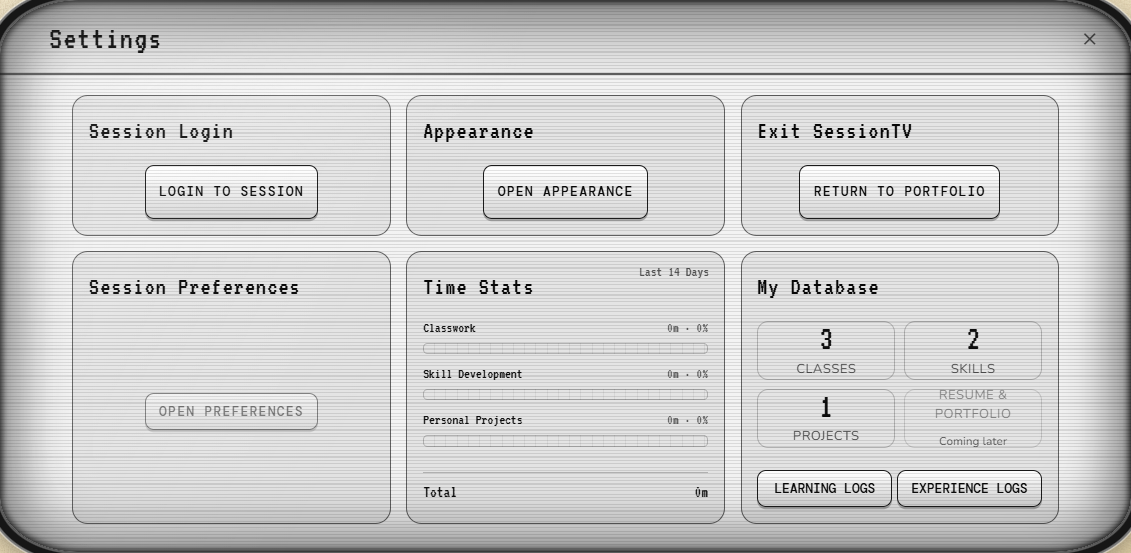 Settings
×
Session Login
LOGIN TO SESSION
Appearance
OPEN APPEARANCE
Exit SessionTV
RETURN TO PORTFOLIO
Session Preferences
OPEN PREFERENCES
Last 14 Days
Time Stats
Classwork 0m · 0%
Skill Development 0m · 0%
Personal Projects 0m · 0%
Total 0m
My Database
3
CLASSES
2
SKILLS
1
PROJECTS
RESUME &
PORTFOLIO
Coming later
LEARNING LOGS
EXPERIENCE LOGS